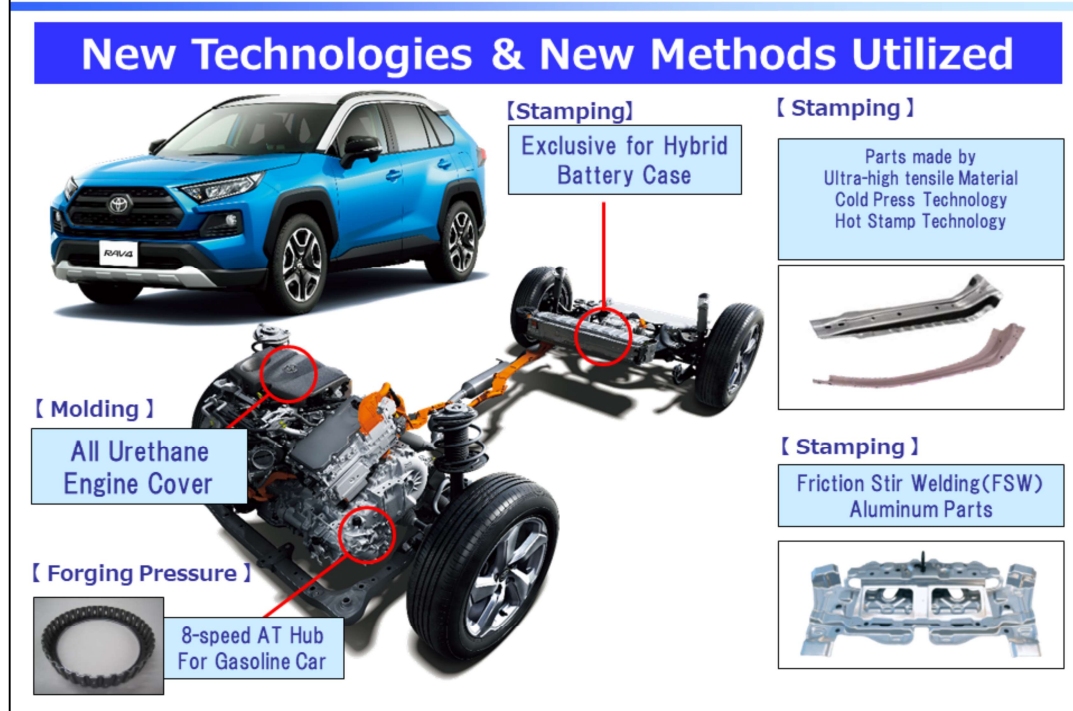 New Technologies & New Methods Utilized
【Stamping】
Exclusive for Hybrid
Battery Case
【 Stamping 】
Parts made by
Ultra-high tensile Material
Cold Press Technology
Hot Stamp Technology
RAV4
【 Molding 】
All Urethane
Engine Cover
【 Stamping 】
Friction Stir Welding(FSW)
Aluminum Parts
【 Forging Pressure 】
8-speed AT Hub
For Gasoline Car